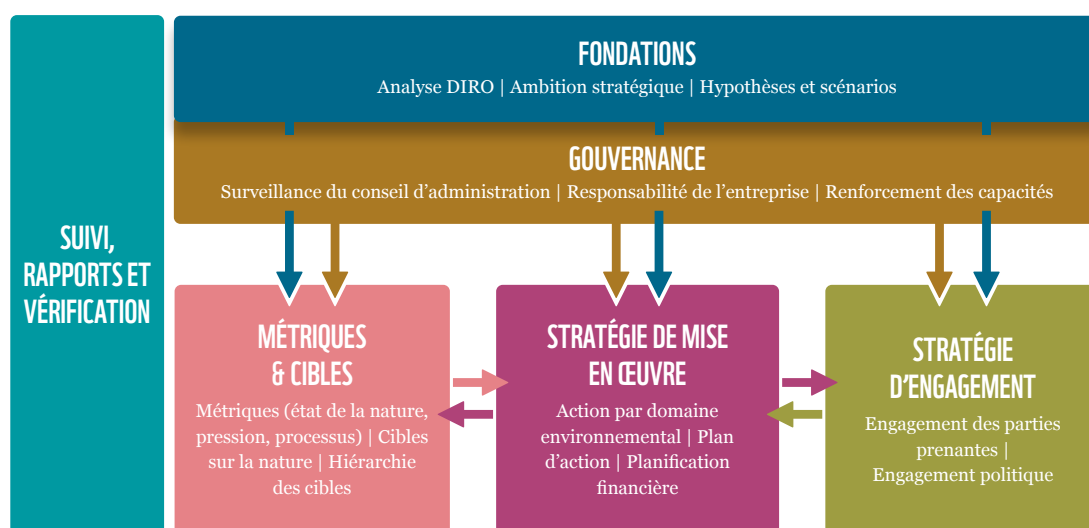 SUIVI,
RAPPORTS ET
VÉRIFICATION
FONDATIONS
Analyse DIRO | Ambition stratégique | Hypothèses et scénarios
GOUVERNANCE
Surveillance du conseil d’administration | Responsabilité de l’entreprise | Renforcement des capacités
MÉTRIQUES
& CIBLES
Métriques (état de la nature,
pression, processus) | Cibles
sur la nature | Hiérarchie
des cibles
STRATÉGIE DE MISE
EN ŒUVRE
Action par domaine
environnemental | Plan
d’action | Planification
financière
STRATÉGIE
D’ENGAGEMENT
Engagement des parties
prenantes |
Engagement politique